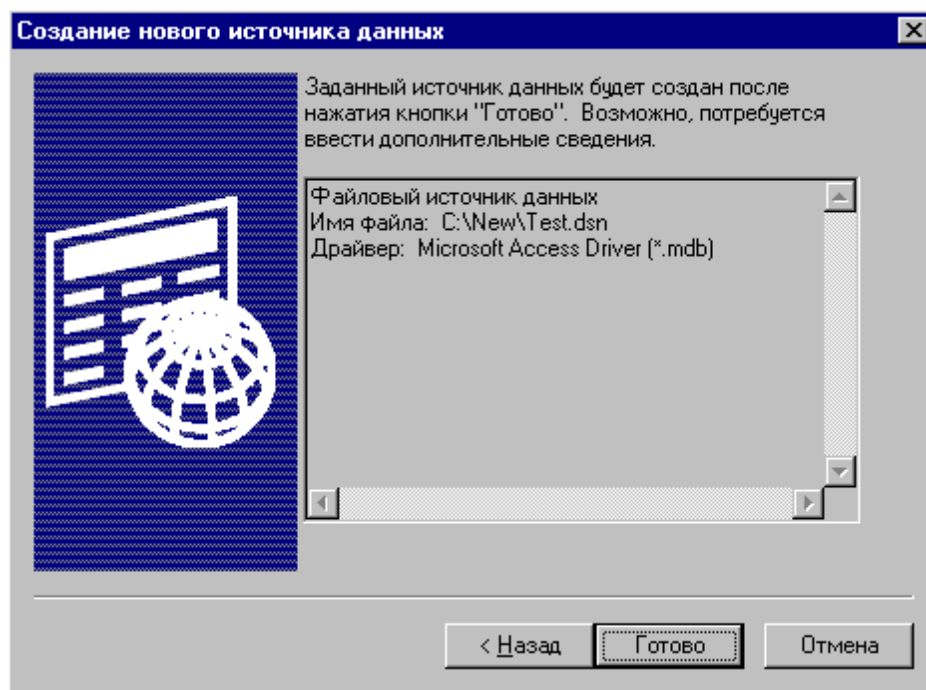 Создание нового источника данных
Заданный источник данных будет создан после
нажатия кнопки "Готово".  Возможно, потребуется
ввести дополнительные сведения.
Файловый источник данных
Имя файла:  C:\New\Test.dsn
Драйвер:  Microsoft Access Driver (*.mdb)
< Назад
Готово
Отмена